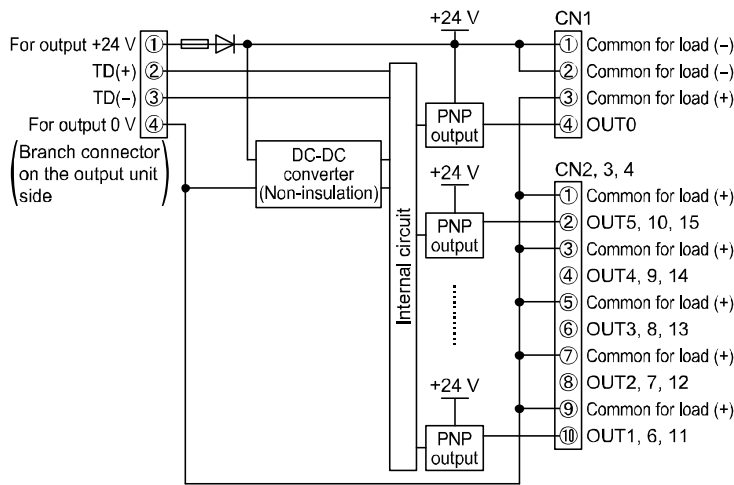 +24 V
CN1
For output +24 V ①
① Common for load (−)
TD(+) ②
② Common for load (−)
TD(−) ③
③ Common for load (+)
For output 0 V ④
④ OUT0
(Branch connector
on the output unit
side)
PNP
output
DC-DC
converter
(Non-insulation)
Internal circuit
+24 V
PNP
output
CN2, 3, 4
① Common for load (+)
② OUT5, 10, 15
③ Common for load (+)
④ OUT4, 9, 14
⑤ Common for load (+)
⑥ OUT3, 8, 13
⑦ Common for load (+)
⑧ OUT2, 7, 12
⑨ Common for load (+)
⑩ OUT1, 6, 11
+24 V
PNP
output